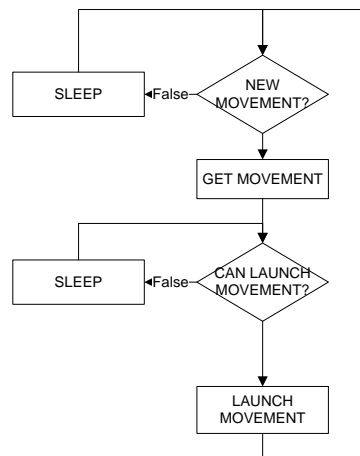 NEW
MOVEMENT?
False
SLEEP
GET MOVEMENT
CAN LAUNCH
MOVEMENT?
False
SLEEP
LAUNCH
MOVEMENT